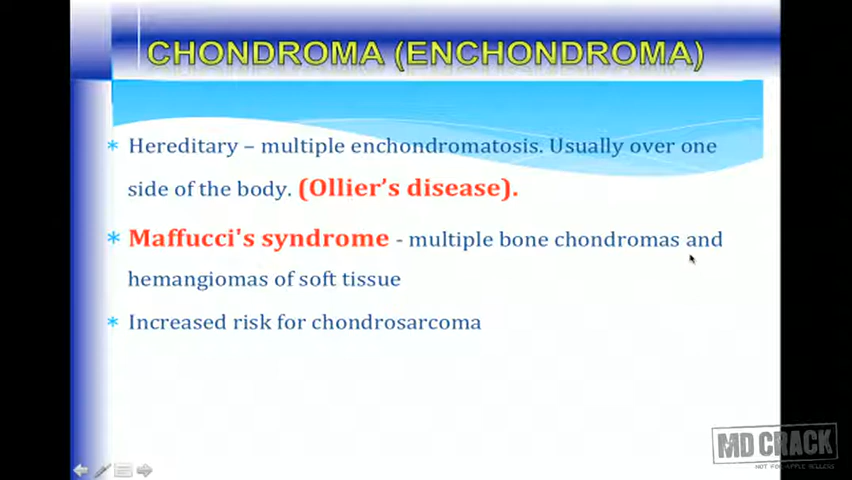 CHONDROMA (ENCHONDROMA)
* Hereditary – multiple enchondromatosis. Usually over one
side of the body. (Ollier’s disease).
* Maffucci's syndrome - multiple bone chondromas and
hemangiomas of soft tissue
* Increased risk for chondrosarcoma
MD CRACK
NOT FOR APPLE SELLERS